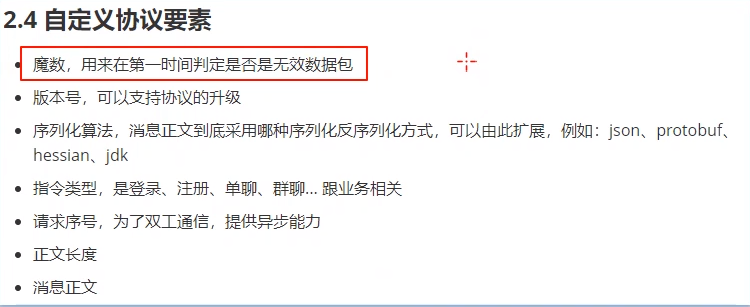 2.4 自定义协议要素
魔数，用来在第一时间判定是否是无效数据包
版本号，可以支持协议的升级
序列化算法，消息正文到底采用哪种序列化反序列化方式，可以由此扩展，例如：json、protobuf、
hessian、jdk
指令类型，是登录、注册、单聊、群聊... 跟业务相关
请求序号，为了双工通信，提供异步能力
正文长度
消息正文